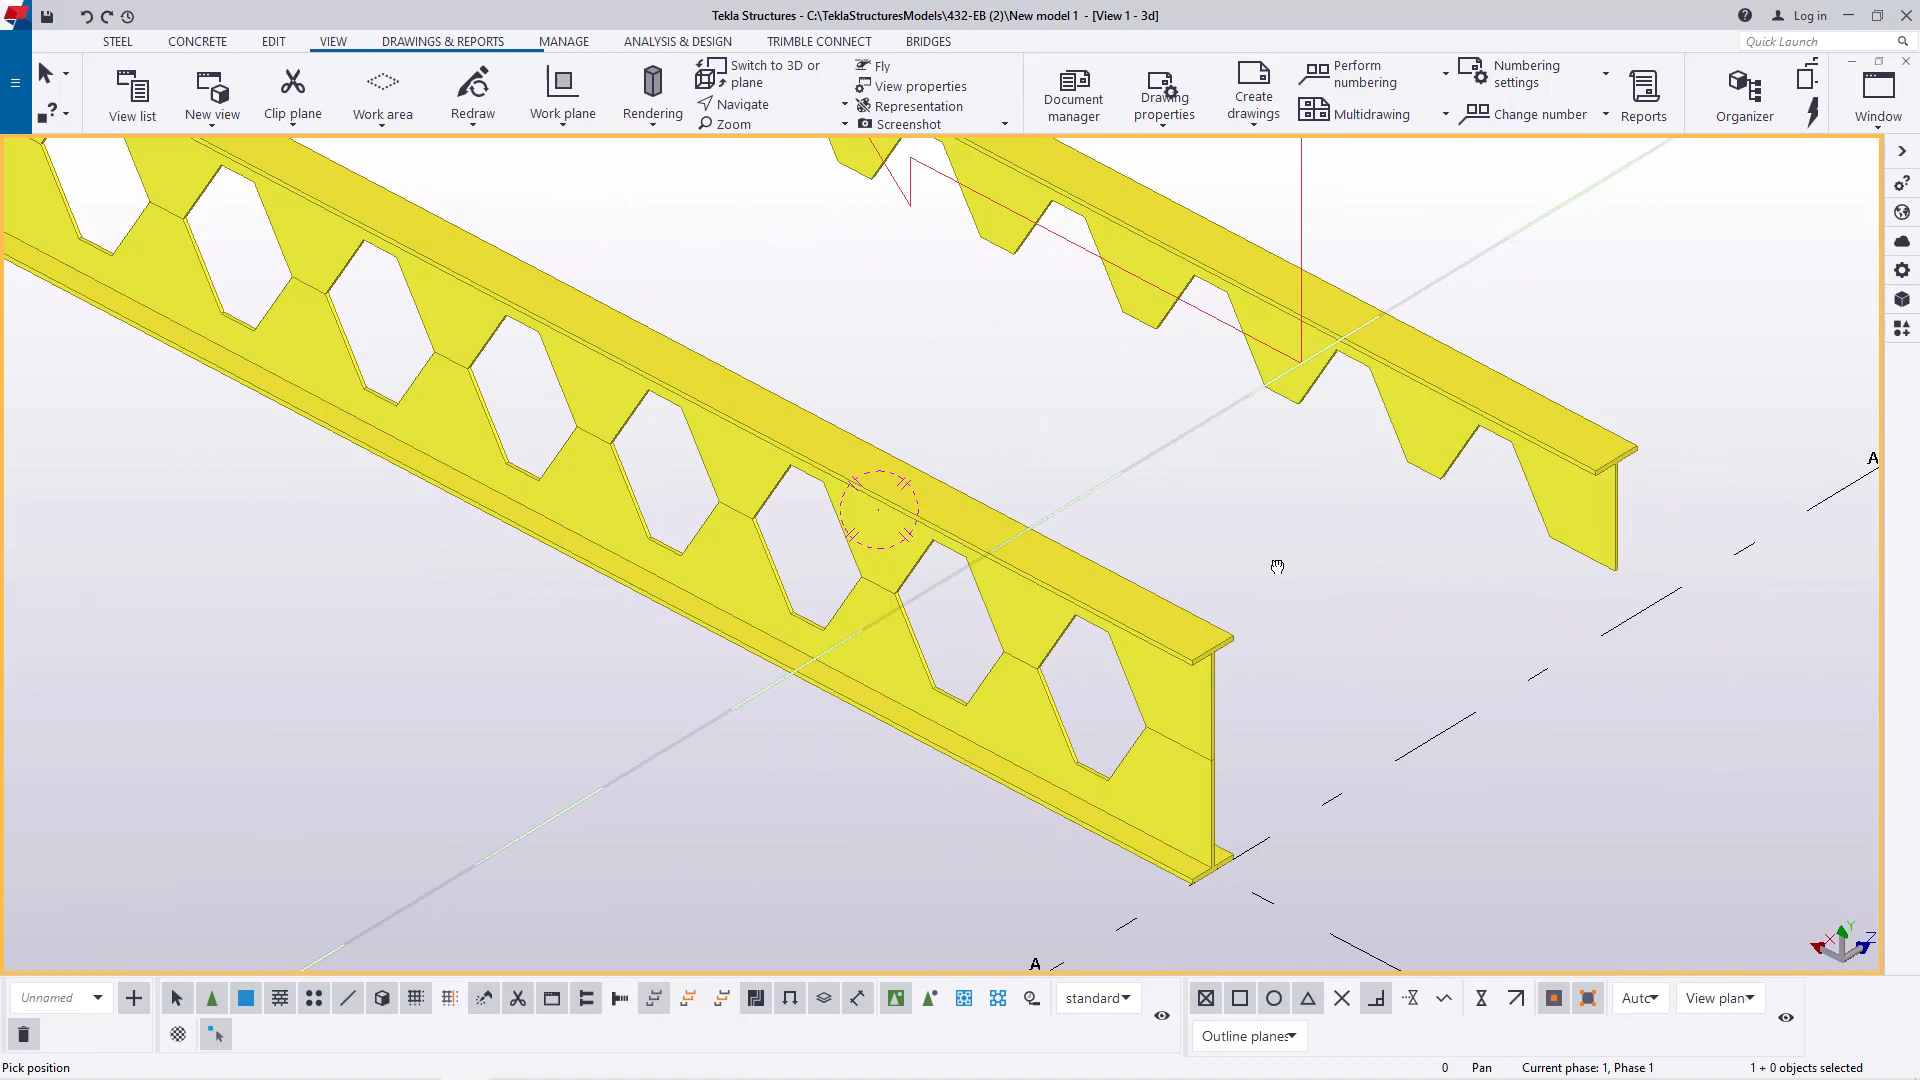 Tekla Structures - C:\TeklaStructuresModels\432-EB (2)\New model 1 - [View 1 - 3d]
Log in
STEEL CONCRETE EDIT VIEW DRAWINGS & REPORTS MANAGE ANALYSIS & DESIGN TRIMBLE CONNECT BRIDGES
Quick Launch
View list
New view
Clip plane
Work area
Redraw
Work plane
Rendering
Switch to 3D or
plane
Navigate
Zoom
Fly
View properties
Representation
Screenshot
Document
manager
Drawing
properties
Create
drawings
Perform
numbering
Multidrawing
Numbering
settings
Change number
Reports
Organizer
Window
A
A
X
Y
Z
Unnamed
standard
Auto
View plan
Outline planes
Pick position
0 Pan Current phase: 1, Phase 1 1 + 0 objects selected